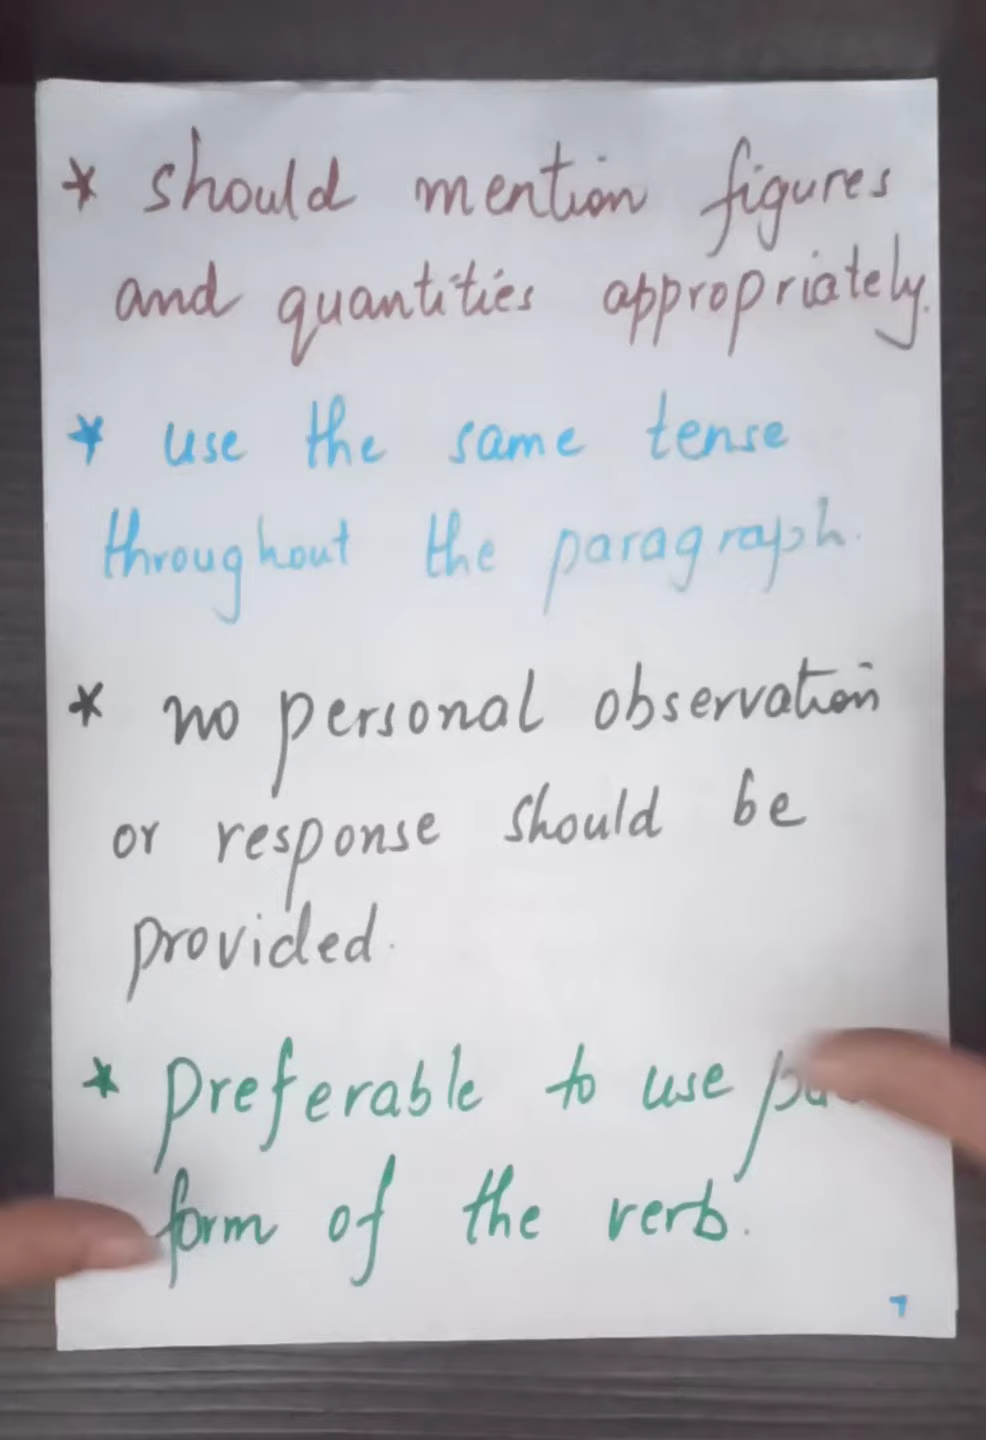 * should mention figures
and quantities appropriately.
* use the same tense
throughout the paragraph.
* no personal observation
or response should be
provided.
* Preferable to use
form of the verb.
7